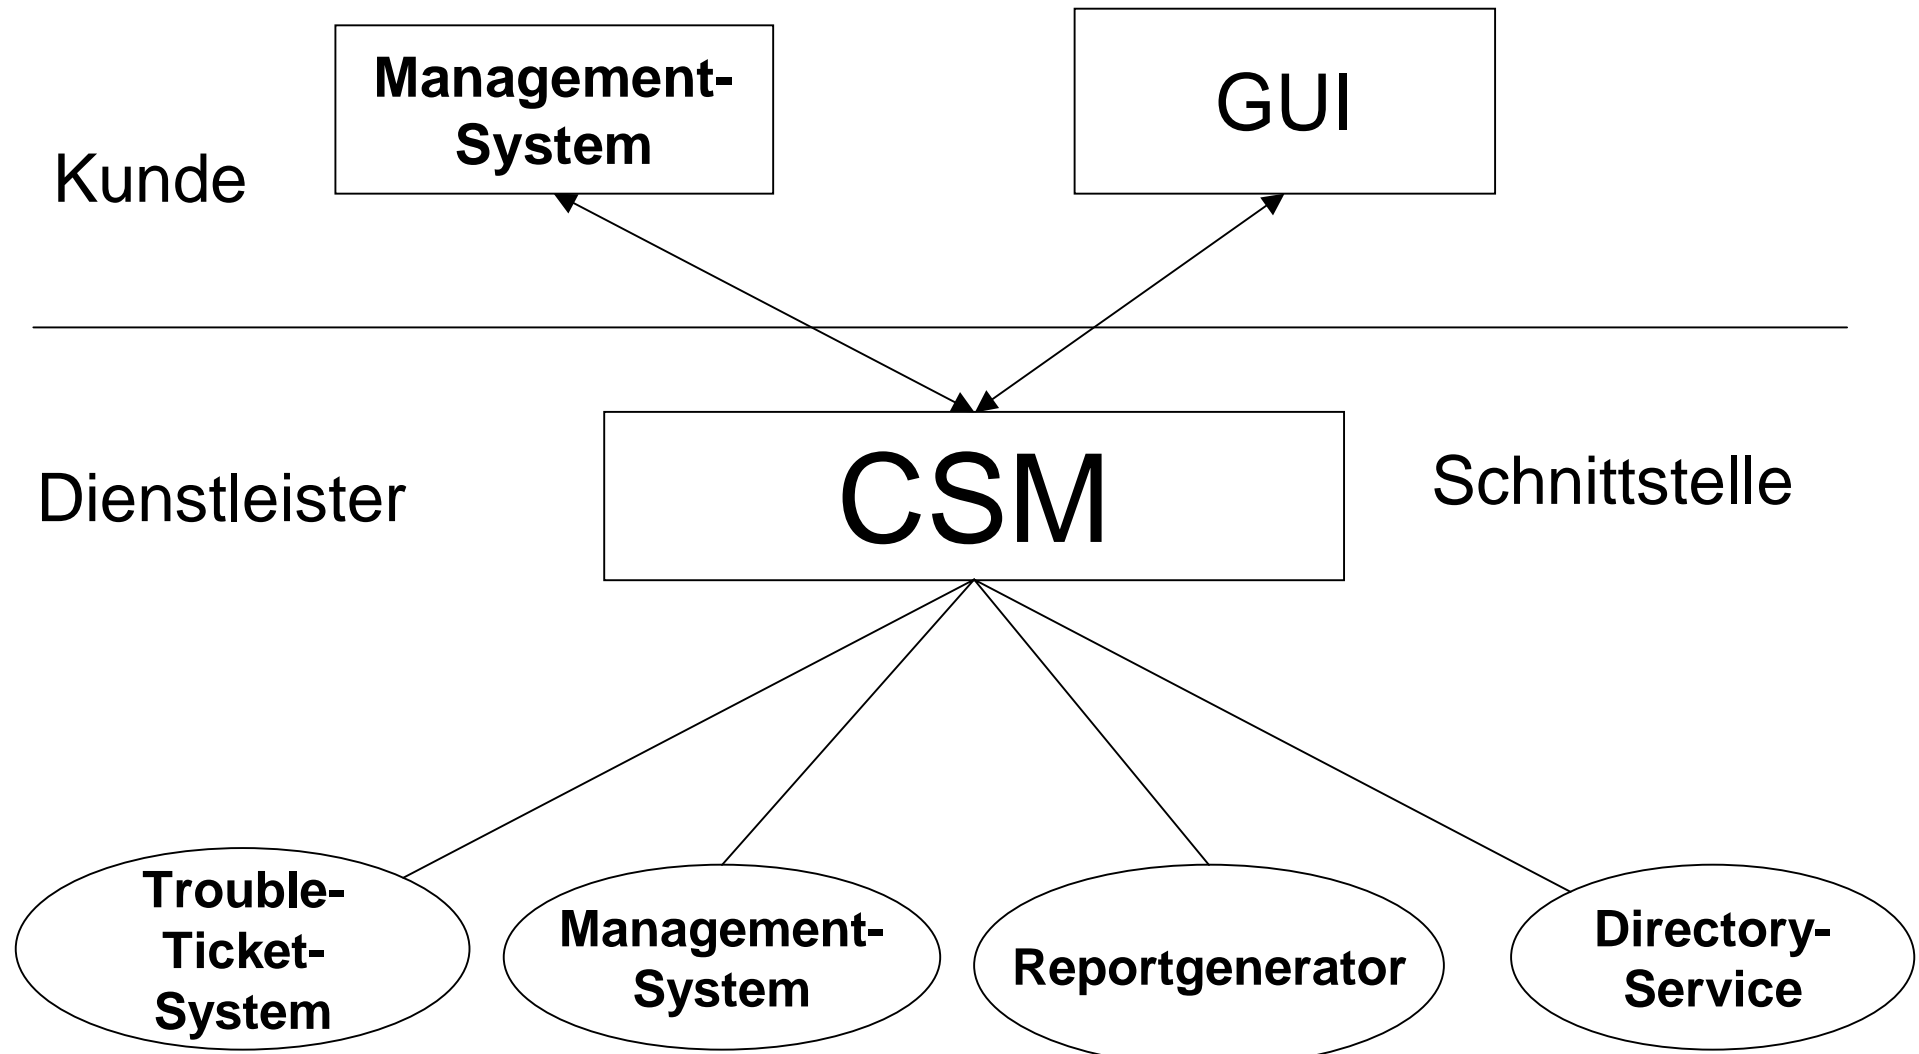 Management-
System
GUI
Kunde
CSM
Dienstleister
Schnittstelle
Trouble-
Ticket-
System
Management-
System
Reportgenerator
Directory-
Service